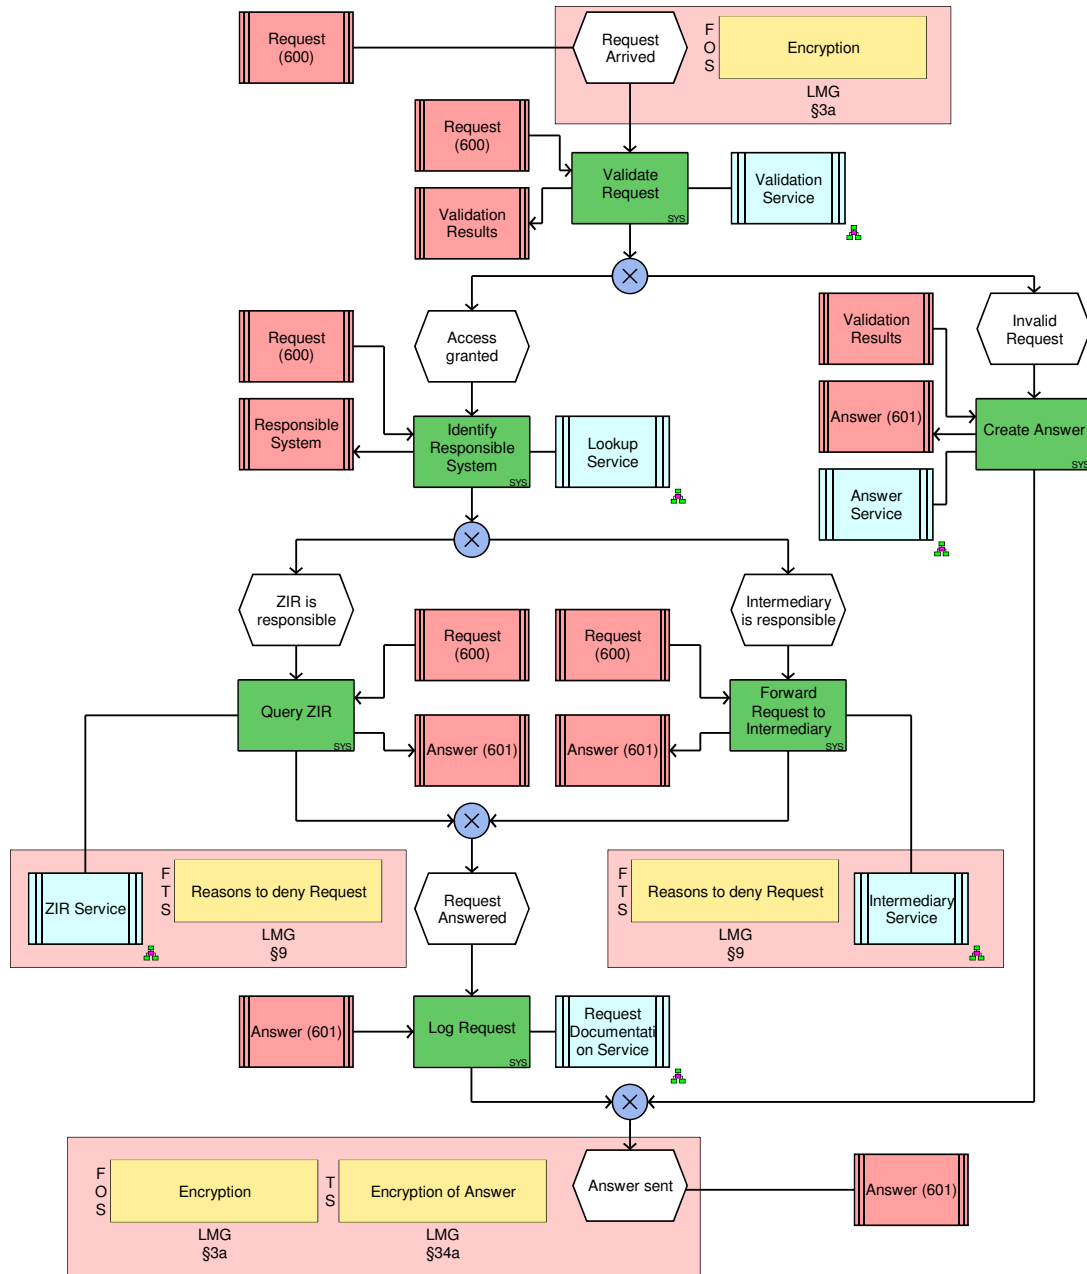 Request
(600)
Request
Arrived
F
O
S
Encryption
LMG
§3a
Request
(600)
Validate
Request
SYS
Validation
Service
Validation
Results
Request
(600)
Access
granted
Validation
Results
Invalid
Request
Responsible
System
Identify
Responsible
System
SYS
Lookup
Service
Answer (601)
Create Answer
SYS
Answer
Service
ZIR is
responsible
Request
(600)
Request
(600)
Intermediary
is responsible
Query ZIR
SYS
Answer (601)
Answer (601)
Forward
Request to
Intermediary
SYS
ZIR Service
F
T
S
Reasons to deny Request
LMG
§9
Request
Answered
F
T
S
Reasons to deny Request
LMG
§9
Intermediary
Service
Answer (601)
Log Request
SYS
Request
Documentati
on Service
F
O
S
Encryption
LMG
§3a
T
S
Encryption of Answer
LMG
§34a
Answer sent
Answer (601)